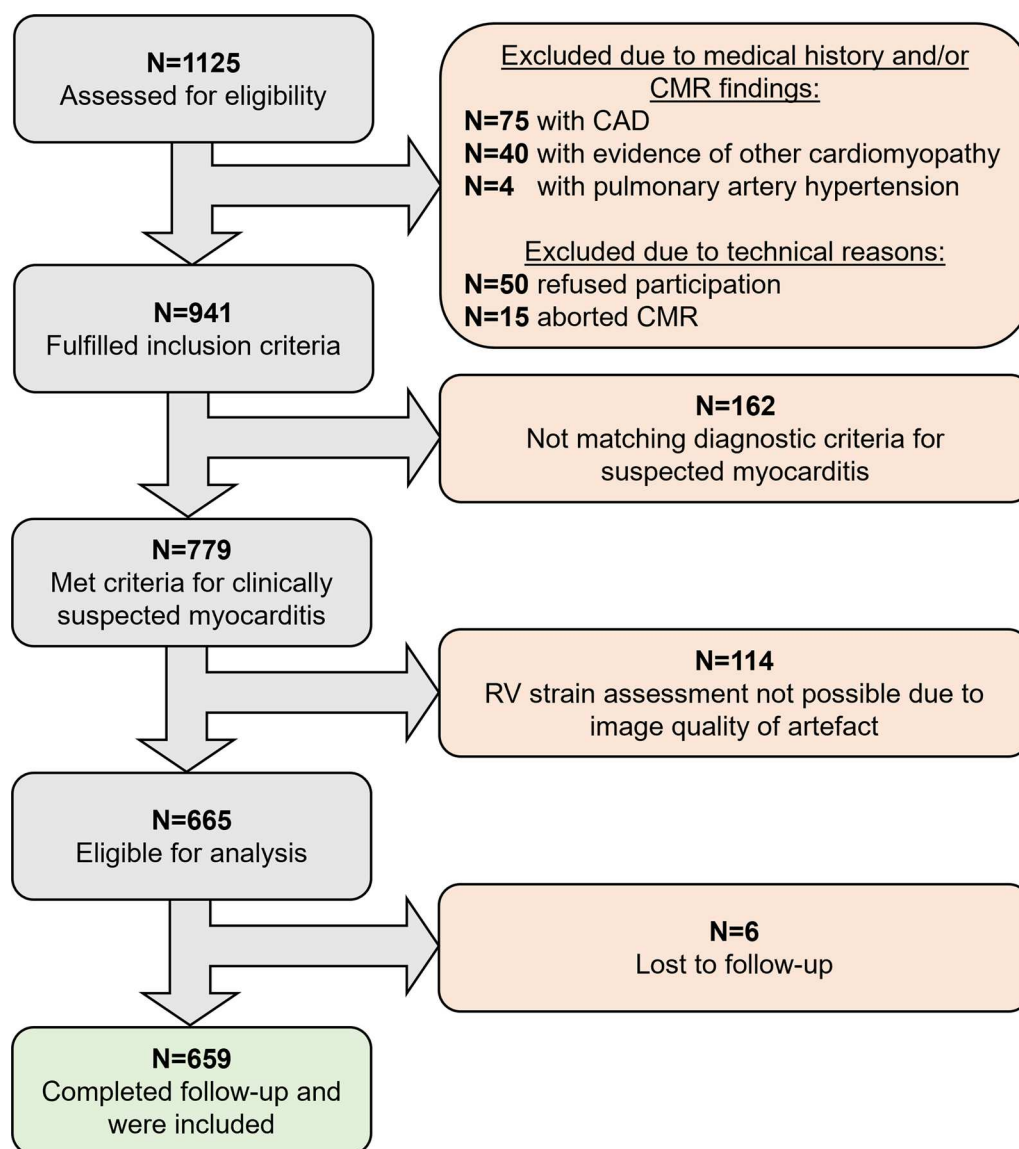 N=1125
Assessed for eligibility
Excluded due to medical history and/or
CMR findings:
N=75 with CAD
N=40 with evidence of other cardiomyopathy
N=4 with pulmonary artery hypertension
Excluded due to technical reasons:
N=50 refused participation
N=15 aborted CMR
N=941
Fulfilled inclusion criteria
N=162
Not matching diagnostic criteria for
suspected myocarditis
N=779
Met criteria for clinically
suspected myocarditis
N=114
RV strain assessment not possible due to
image quality of artefact
N=665
Eligible for analysis
N=6
Lost to follow-up
N=659
Completed follow-up and
were included